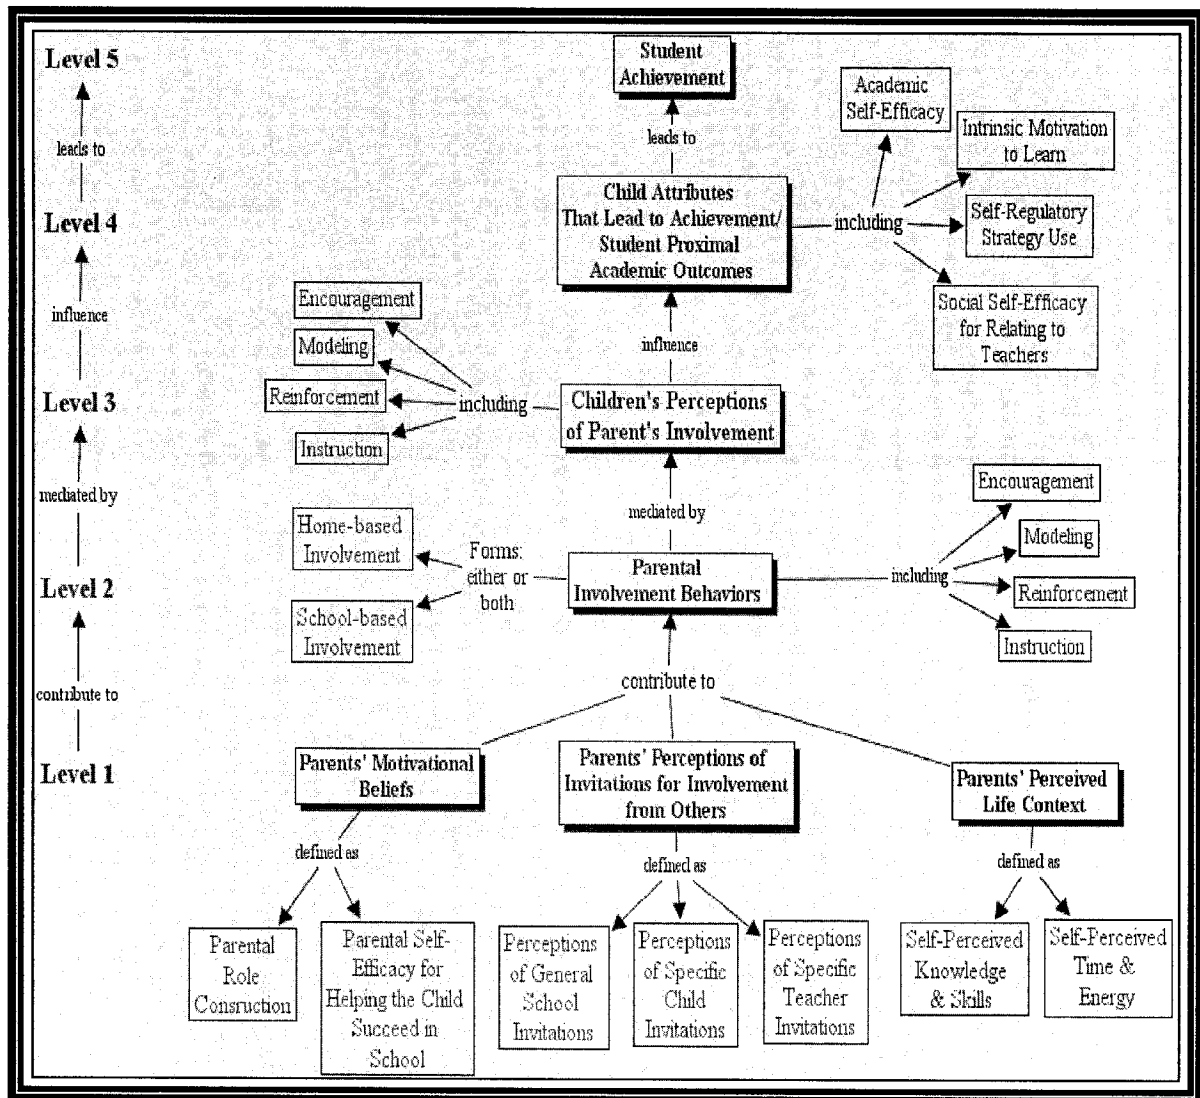 Level 5
Student
Achievement
Academic
Self-Efficacy
Intrinsic Motivation
to Learn
leads to
leads to
Level 4
Child Attributes
That Lead to Achievement/
Student Proximal
Academic Outcomes
including
Self-Regulatory
Strategy Use
Social Self-Efficacy
for Relating to
Teachers
influence
influence
Encouragement
Modeling
Reinforcement
Instruction
including
Level 3
Children's Perceptions
of Parent's Involvement
mediated by
mediated by
Encouragement
Modeling
Reinforcement
Instruction
including
Home-based
Involvement
School-based
Involvement
Forms:
either or
both
Level 2
Parental
Involvement Behaviors
contribute to
contribute to
Level 1
Parents' Motivational
Beliefs
Parents' Perceptions of
Invitations for Involvement
from Others
Parents' Perceived
Life Context
defined as
defined as
defined as
Parental
Role
Consruction
Parental Self-
Efficacy for
Helping the Child
Succeed in
School
Perceptions
of General
School
Invitations
Perceptions
of Specific
Child
Invitations
Perceptions
of Specific
Teacher
Invitations
Self-Perceived
Knowledge
& Skills
Self-Perceived
Time &
Energy